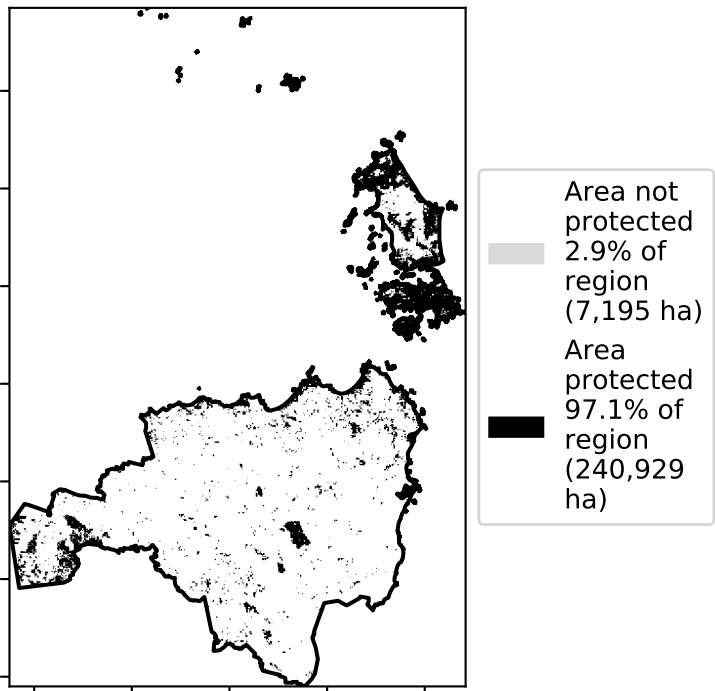 Area not
protected
2.9% of
region
(7,195 ha)
Area
protected
97.1% of
region
(240,929
ha)